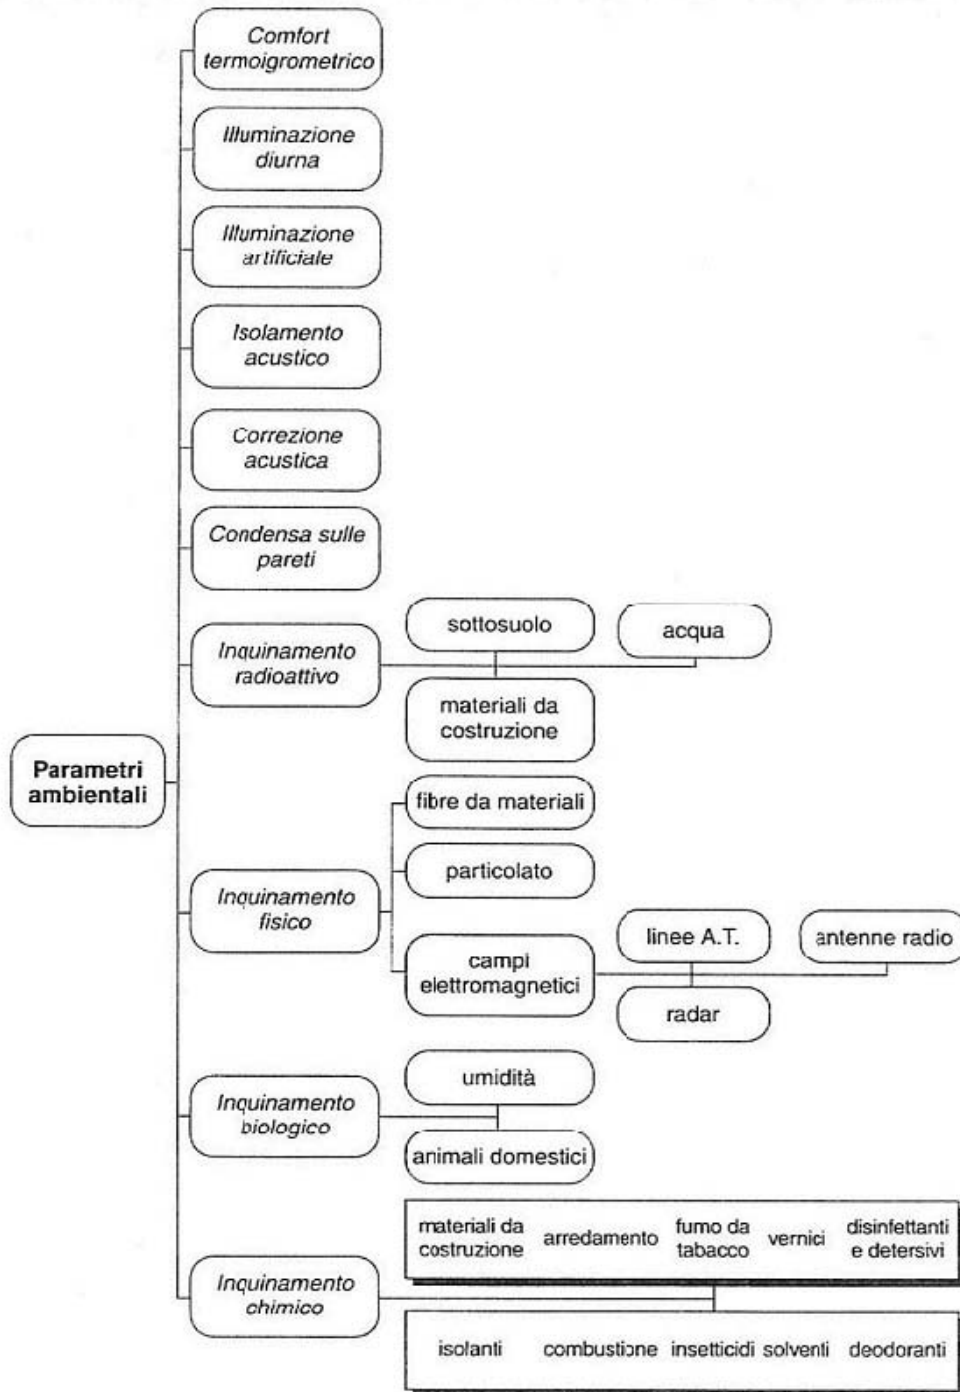 Comfort
termoigrometrico
Illuminazione
diurna
Illuminazione
artificiale
Isolamento
acustico
Correzione
acustica
Condensa sulle
pareti
Inquinamento
radioattivo
sottosuolo
acqua
materiali da
costruzione
Parametri
ambientali
Inquinamento
fisico
fibre da materiali
particolato
campi
elettromagnetici
linee A.T.
antenne radio
radar
Inquinamento
biologico
umidità
animali domestici
Inquinamento
chimico
materiali da
costruzione
arredamento
fumo da
tabacco
vernici
disinfettanti
e detersivi
isolanti
combustione
insetticidi
solventi
deodoranti